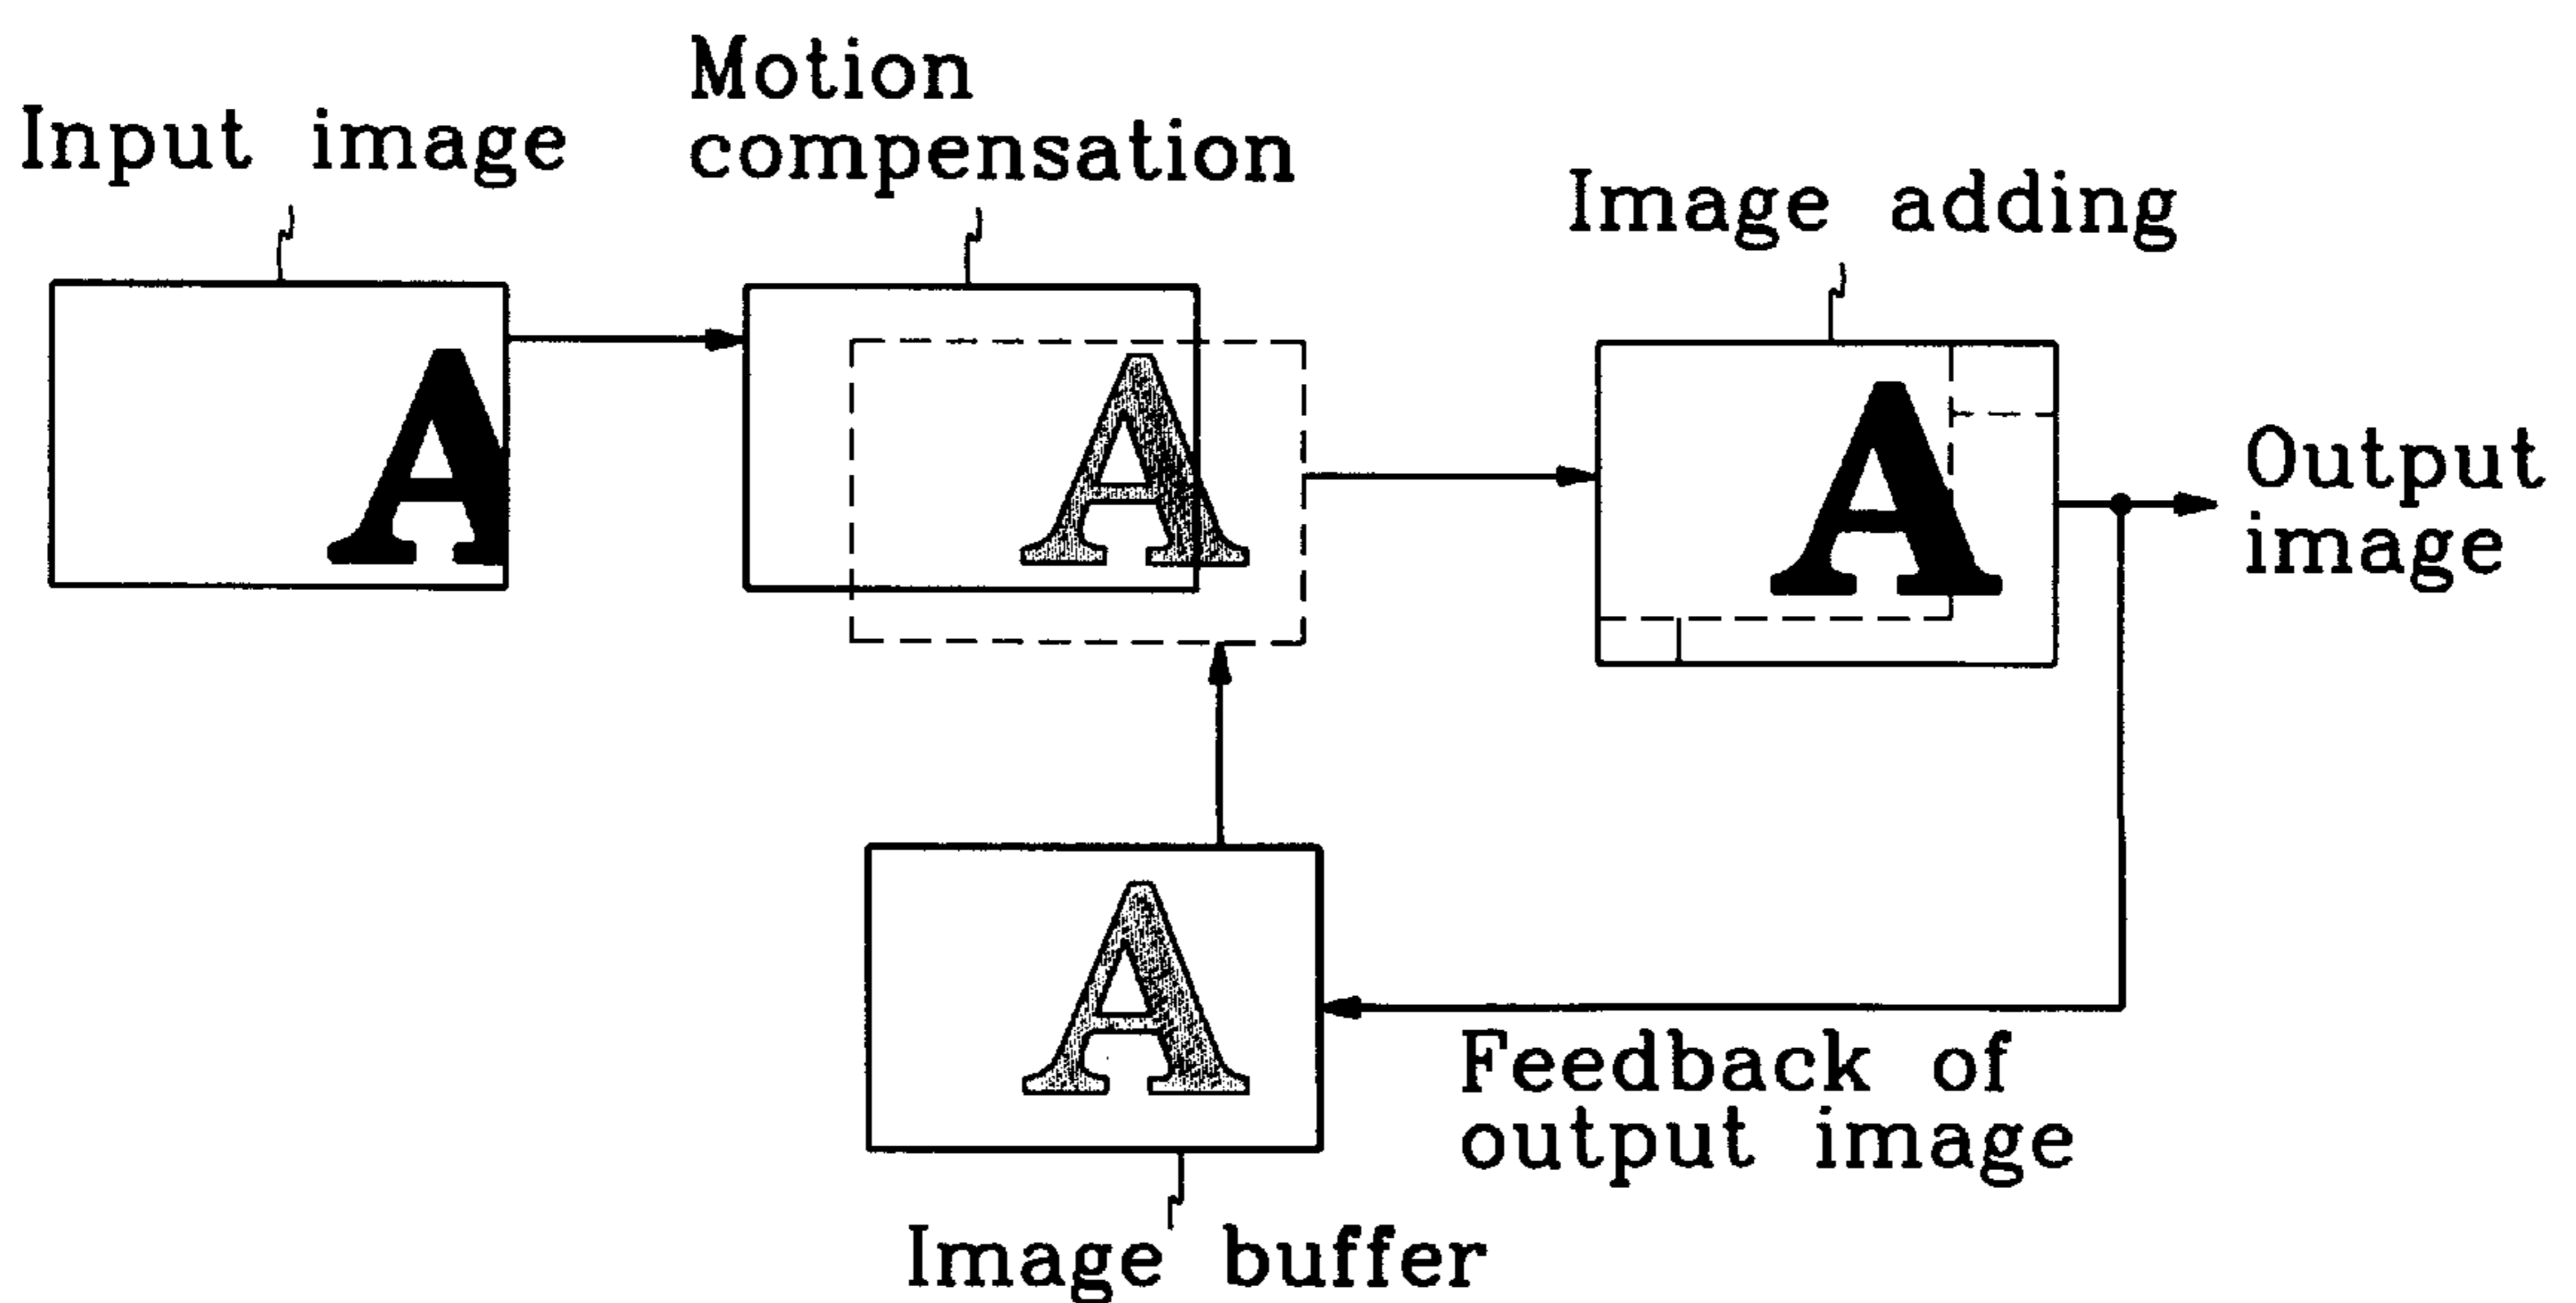 Input image
Motion
compensation
Image adding
A
A
A
Output
image
A
Feedback of
output image
Image buffer